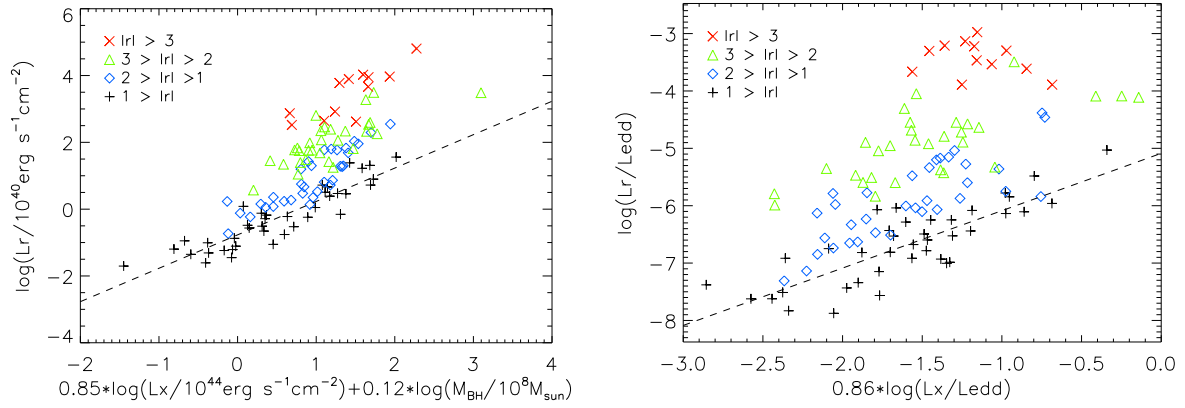 log(Lr/10^40erg s^−1cm^−2)
6
4
2
0
−2
−4
|r| > 3
3 > |r| > 2
2 > |r| >1
1 > |r|
−2 −1 0 1 2 3 4
0.85*log(Lx/10^44erg s^−1cm^−2)+0.12*log(M_BH/10^8M_sun)
log(Lr/Ledd)
−3
−4
−5
−6
−7
−8
|r| > 3
3 > |r| > 2
2 > |r| >1
1 > |r|
−3.0 −2.5 −2.0 −1.5 −1.0 −0.5 0.0
0.86*log(Lx/Ledd)